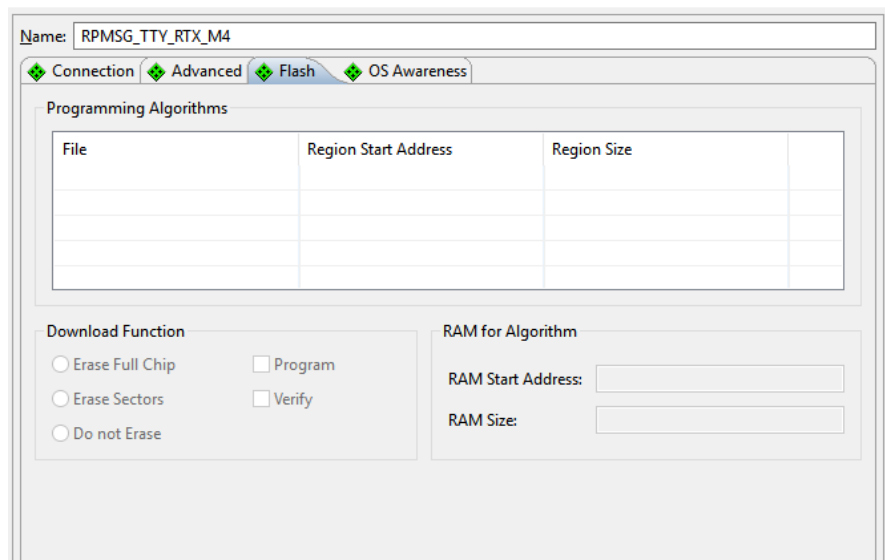 Name: RPMSG_TTY_RTX_M4
Connection Advanced Flash OS Awareness
Programming Algorithms
File Region Start Address Region Size
Download Function
Erase Full Chip Program
Erase Sectors Verify
Do not Erase
RAM for Algorithm
RAM Start Address:
RAM Size: